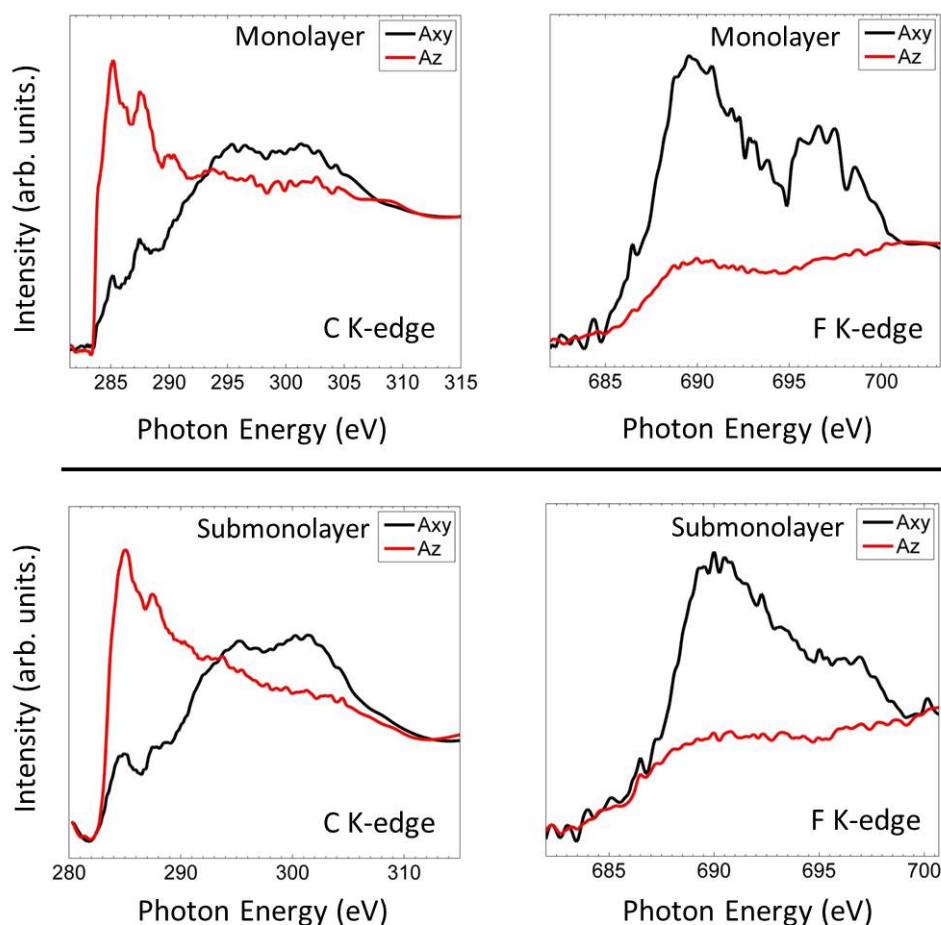 Monolayer
Axy
Az
Intensity (arb. units.)
C K-edge
285 290 295 300 305 310 315
Photon Energy (eV)
Monolayer
Axy
Az
F K-edge
685 690 695 700
Photon Energy (eV)
Submonolayer
Axy
Az
Intensity (arb. units.)
C K-edge
280 290 300 310
Photon Energy (eV)
Submonolayer
Axy
Az
F K-edge
685 690 695 700
Photon Energy (eV)